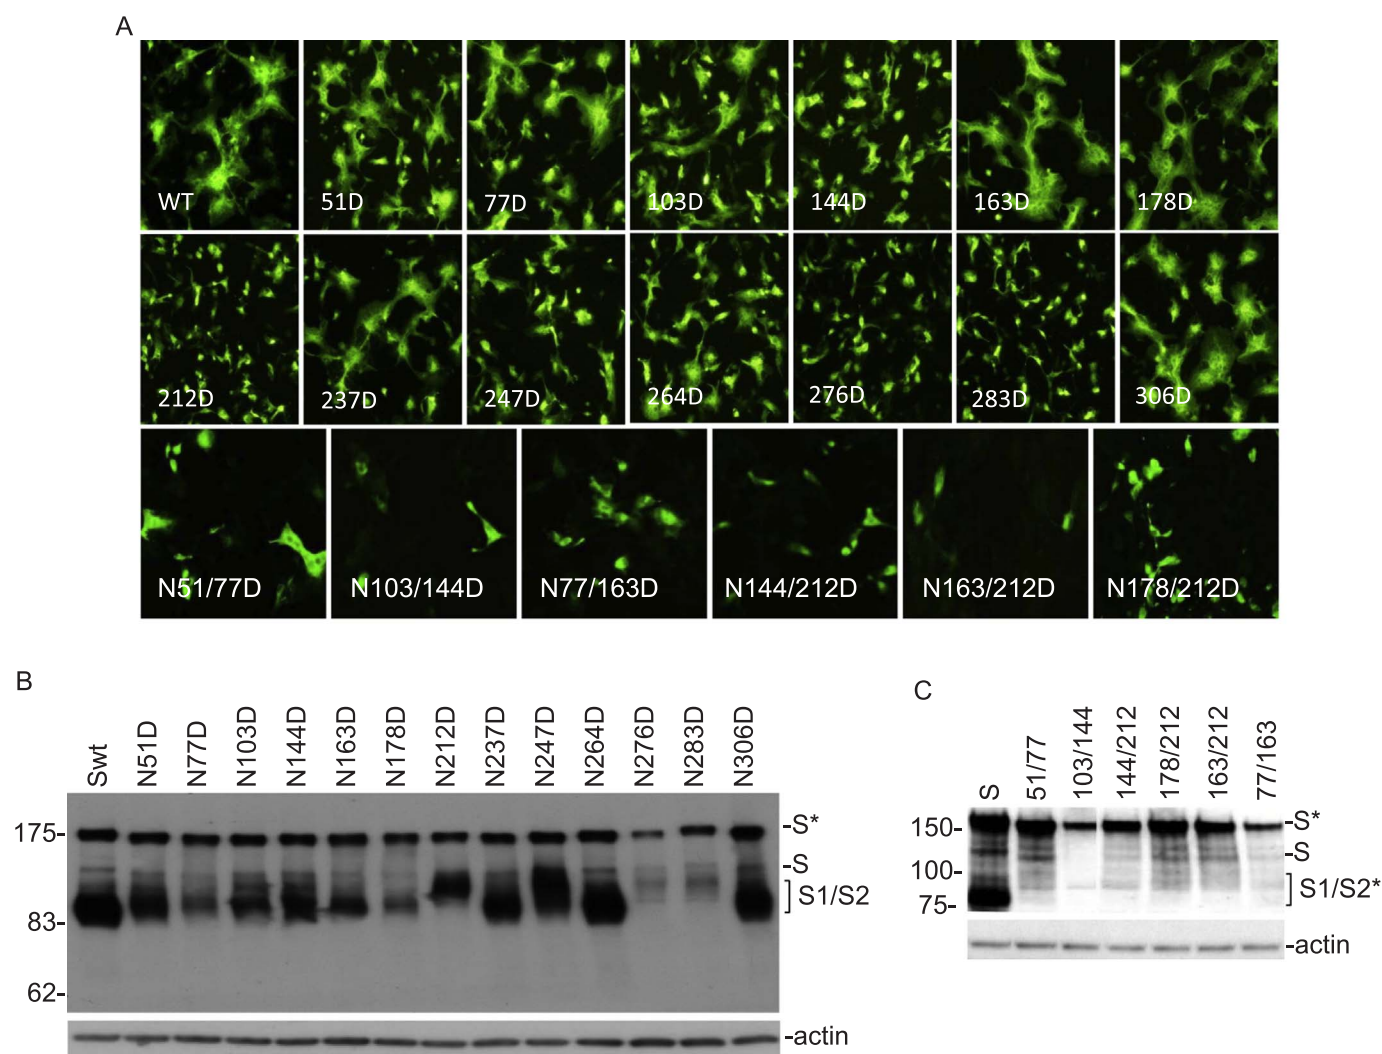 A
WT 51D 77D 103D 144D 163D 178D
212D 237D 247D 264D 276D 283D 306D
N51/77D N103/144D N77/163D N144/212D N163/212D N178/212D
B
Swt N51D N77D N103D N144D N163D N178D N212D N237D N247D N264D N276D N283D N306D
175- -S*
-S
S1/S2
83-
62-
-actin
C
S 51/77 103/144 144/212 178/212 163/212 77/163
150- -S*
-S
100-
S1/S2*
75-
-actin